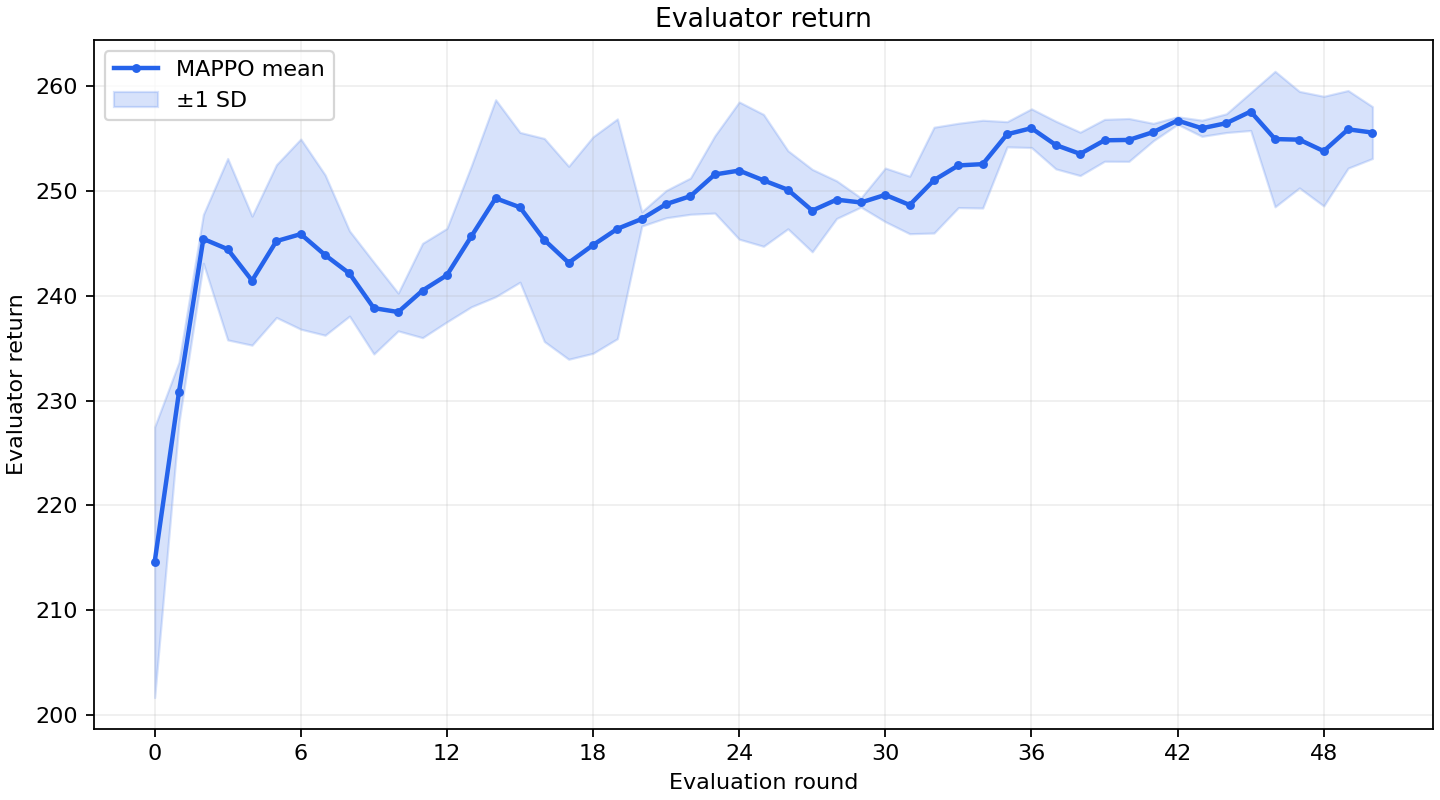 Evaluator return
MAPPO mean
±1 SD
Evaluator return
260
250
240
230
220
210
200
0 6 12 18 24 30 36 42 48
Evaluation round